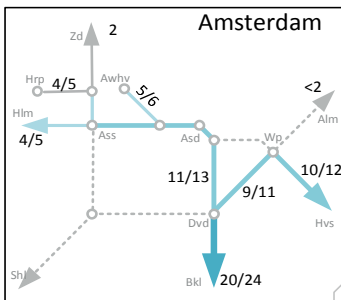 Amsterdam
Zd
2
Hrp
4/5
Awhv
5/6
<2
Alm
Hlm
4/5
Ass
Asd
Wp
11/13
9/11
10/12
Hvs
Dvd
Shl
Bkl
20/24